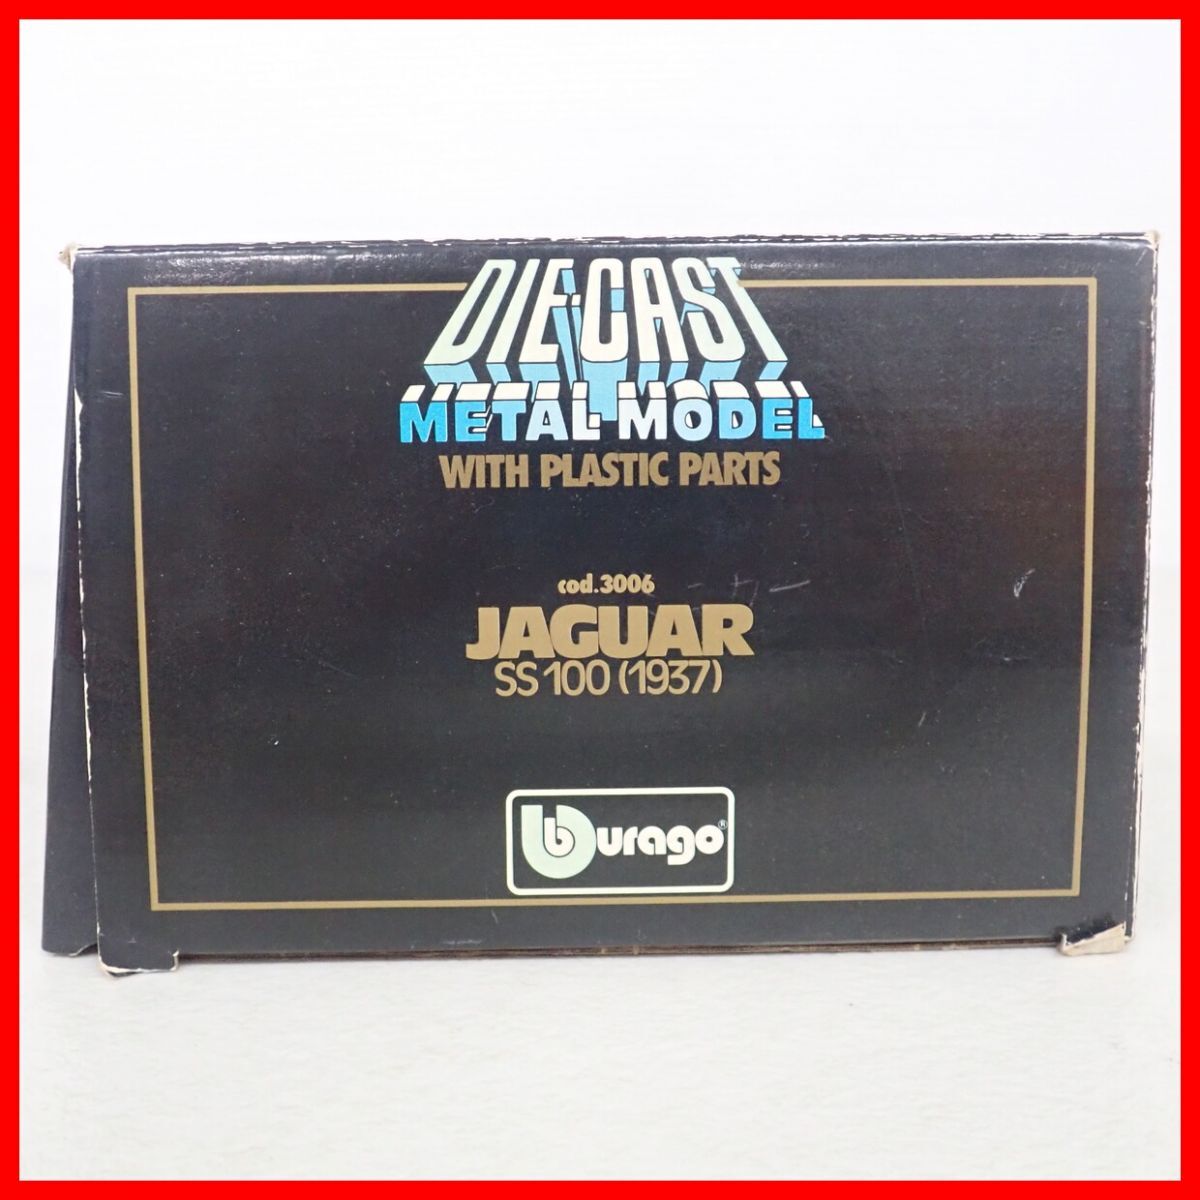 DIE-CAST
METAL MODEL
WITH PLASTIC PARTS
cod.3006
JAGUAR
SS 100 (1937)
burago®